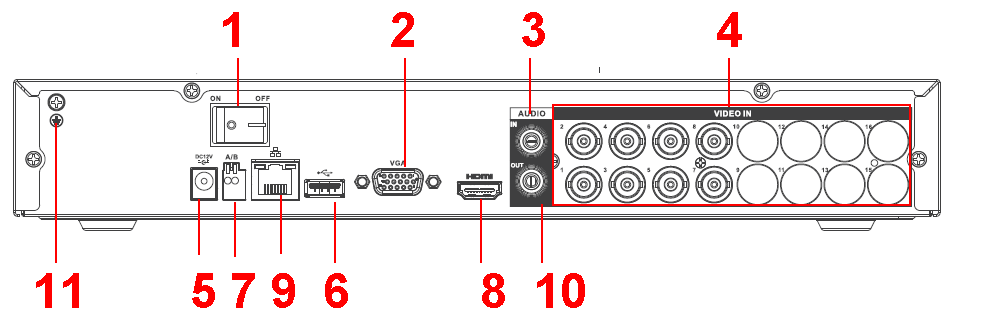 1 2 3 4
ON OFF
AUDIO VIDEO IN
IN 2 4 6 8 10 12 14 16
DC12V A/B VGA HDMI OUT
1 3 5 7 9 11 13 15
11 5 7 9 6 8 10